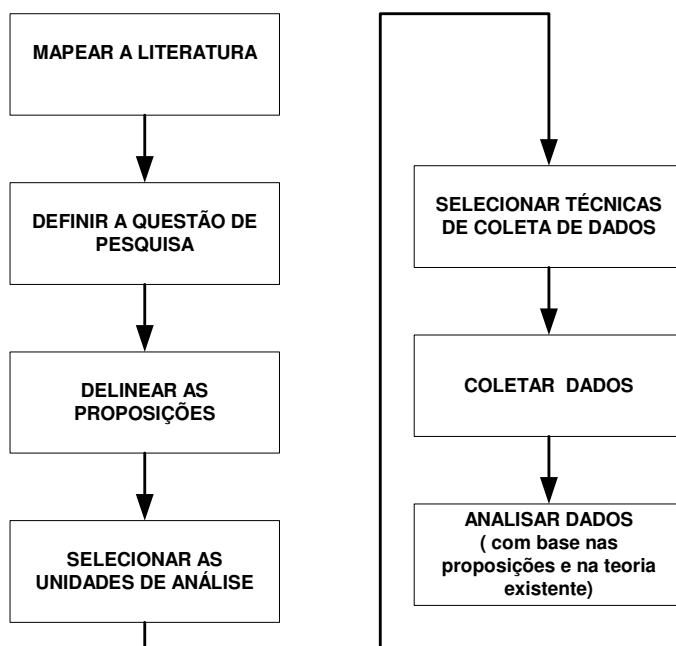 MAPEAR A LITERATURA
DEFINIR A QUESTÃO DE
PESQUISA
DELINEAR AS
PROPOSIÇÕES
SELECIONAR AS
UNIDADES DE ANÁLISE
SELECIONAR TÉCNICAS
DE COLETA DE DADOS
COLETAR DADOS
ANALISAR DADOS
( com base nas
proposições e na teoria
existente)